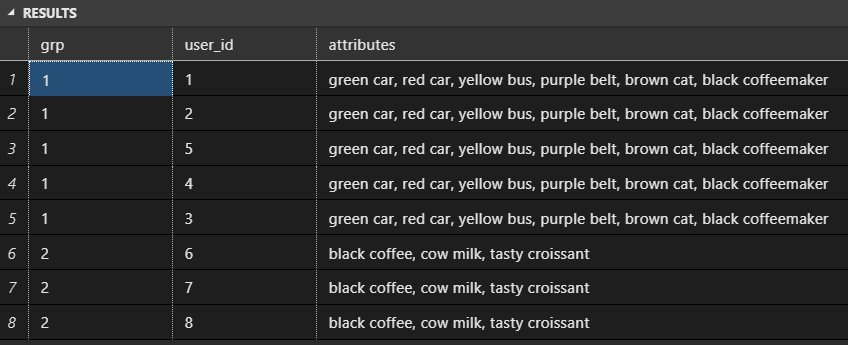 RESULTS
grp user_id attributes
1 1 1 green car, red car, yellow bus, purple belt, brown cat, black coffeemaker
2 1 2 green car, red car, yellow bus, purple belt, brown cat, black coffeemaker
3 1 5 green car, red car, yellow bus, purple belt, brown cat, black coffeemaker
4 1 4 green car, red car, yellow bus, purple belt, brown cat, black coffeemaker
5 1 3 green car, red car, yellow bus, purple belt, brown cat, black coffeemaker
6 2 6 black coffee, cow milk, tasty croissant
7 2 7 black coffee, cow milk, tasty croissant
8 2 8 black coffee, cow milk, tasty croissant